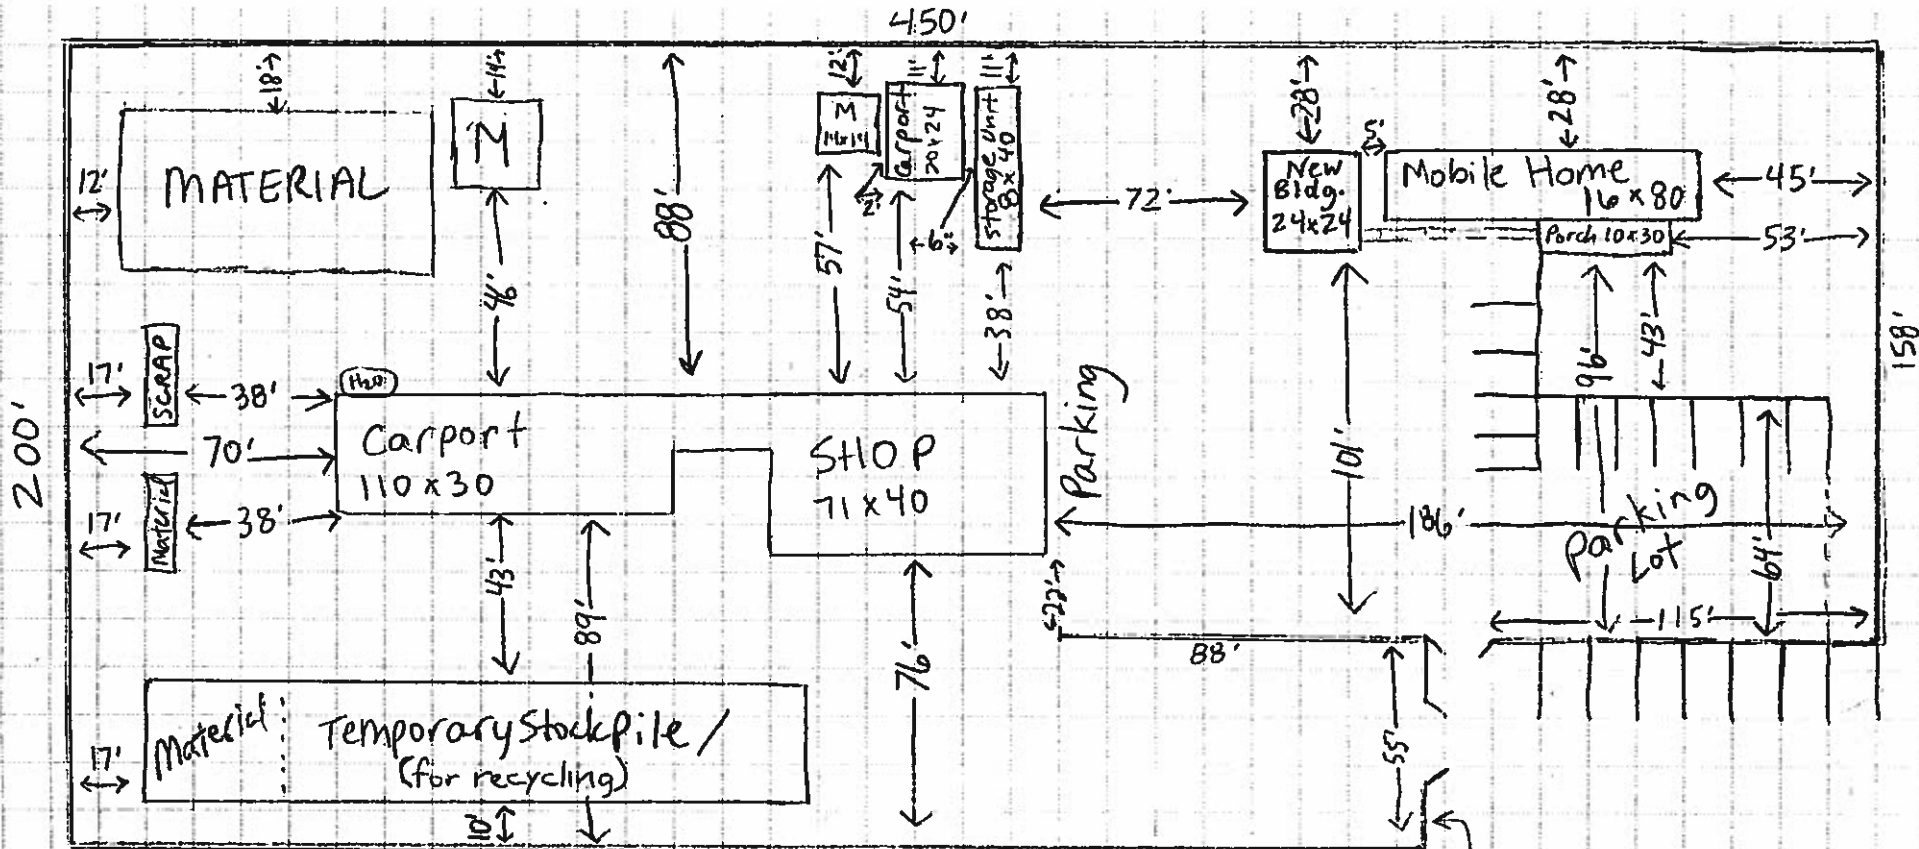 450'
18'
14'
88'
12'
11'
11'
28'
28'
MATERIAL
M
M
14x14
Carport
20x24
Storage Unit
8x40
New
Bldg.
24x24
5'
Mobile Home
16x80
45'
Porch 10x30
53'
12'
2'
6"
72'
46'
57'
54'
38'
101'
96'
43'
158'
200'
17'
SCRAP
38'
H2O
70'
Carport
110x30
SHOP
71x40
Parking
17'
Material
38'
186'
Parking
Lot
64'
115'
43'
89'
76'
22'
88'
55'
17'
Material
Temporary Stockpile/
(for recycling)
10'